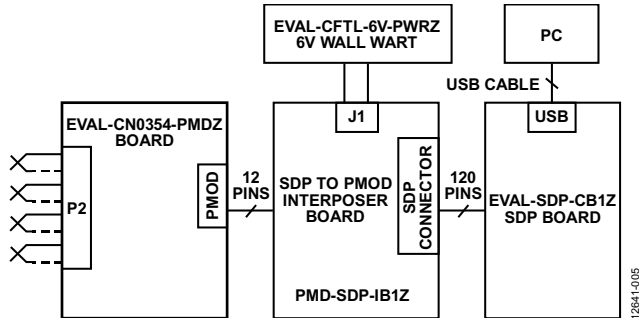 EVAL-CFTL-6V-PWRZ
6V WALL WART
PC
USB CABLE
EVAL-CN0354-PMDZ
BOARD
P2
PMOD
12
PINS
J1
SDP TO PMOD
INTERPOSER
BOARD
SDP
CONNECTOR
PMD-SDP-IB1Z
120
PINS
USB
EVAL-SDP-CB1Z
SDP BOARD
12641-005